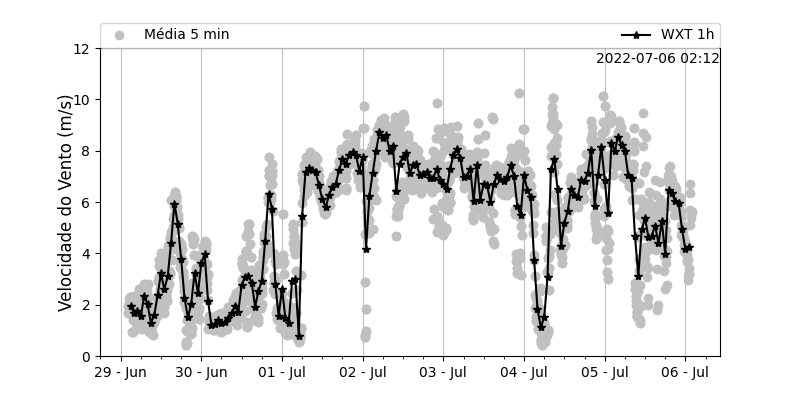 Média 5 min
WXT 1h
2022-07-06 02:12
Velocidade do Vento (m/s)
12
10
8
6
4
2
0
29 - Jun 30 - Jun 01 - Jul 02 - Jul 03 - Jul 04 - Jul 05 - Jul 06 - Jul